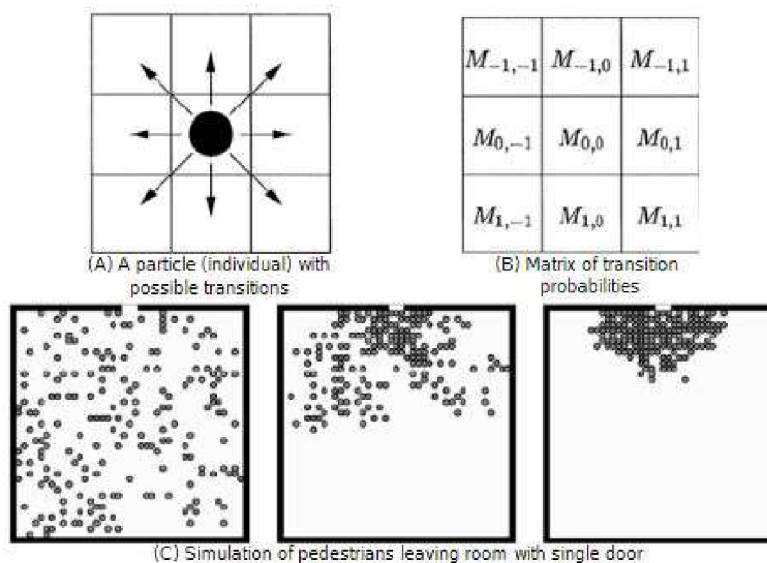 M₋₁,₋₁ M₋₁,₀ M₋₁,₁
M₀,₋₁ M₀,₀ M₀,₁
M₁,₋₁ M₁,₀ M₁,₁
(A) A particle (individual) with
possible transitions
(B) Matrix of transition
probabilities
(C) Simulation of pedestrians leaving room with single door